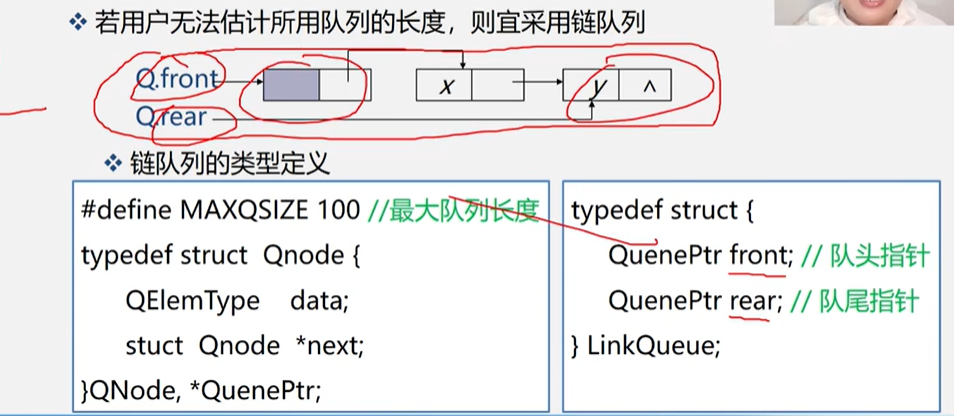 ❖ 若用户无法估计所用队列的长度，则宜采用链队列
Q.front
x
y
∧
Q.rear
❖ 链队列的类型定义
#define MAXQSIZE 100 //最大队列长度
typedef struct Qnode {
QElemType data;
stuct Qnode *next;
}QNode, *QuenePtr;
typedef struct {
QuenePtr front; // 队头指针
QuenePtr rear; // 队尾指针
} LinkQueue;